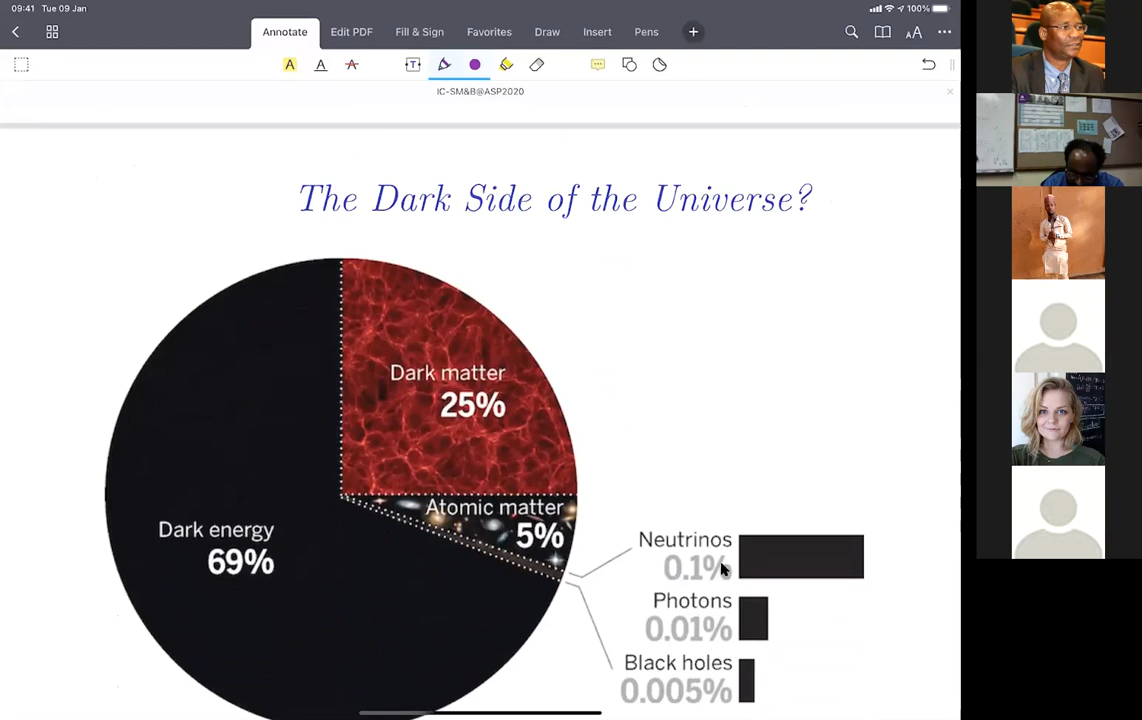 09:41 Tue 09 Jan
100%
Annotate Edit PDF Fill & Sign Favorites Draw Insert Pens
AA
A A A T
IC-SM&B@ASP2020
The Dark Side of the Universe?
Dark matter
25%
Atomic matter
5%
Dark energy
69%
Neutrinos
0.1%
Photons
0.01%
Black holes
0.005%